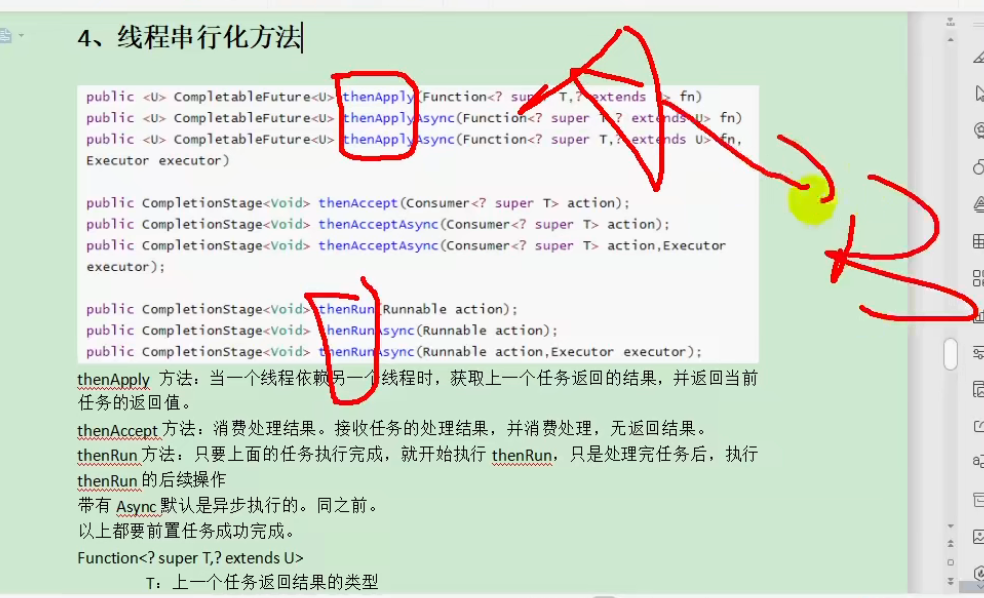 4、线程串行化方法
public <U> CompletableFuture<U> thenApply(Function<? super T,? extends U> fn)
public <U> CompletableFuture<U> thenApplyAsync(Function<? super T,? extends U> fn)
public <U> CompletableFuture<U> thenApplyAsync(Function<? super T,? extends U> fn,
Executor executor)
public CompletionStage<Void> thenAccept(Consumer<? super T> action);
public CompletionStage<Void> thenAcceptAsync(Consumer<? super T> action);
public CompletionStage<Void> thenAcceptAsync(Consumer<? super T> action,Executor
executor);
public CompletionStage<Void> thenRun(Runnable action);
public CompletionStage<Void> thenRunAsync(Runnable action);
public CompletionStage<Void> thenRunAsync(Runnable action,Executor executor);
thenApply 方法：当一个线程依赖另一个线程时，获取上一个任务返回的结果，并返回当前
任务的返回值。
thenAccept 方法：消费处理结果。接收任务的处理结果，并消费处理，无返回结果。
thenRun 方法：只要上面的任务执行完成，就开始执行 thenRun，只是处理完任务后，执行
thenRun 的后续操作
带有 Async 默认是异步执行的。同之前。
以上都要前置任务成功完成。
Function<? super T,? extends U>
T：上一个任务返回结果的类型